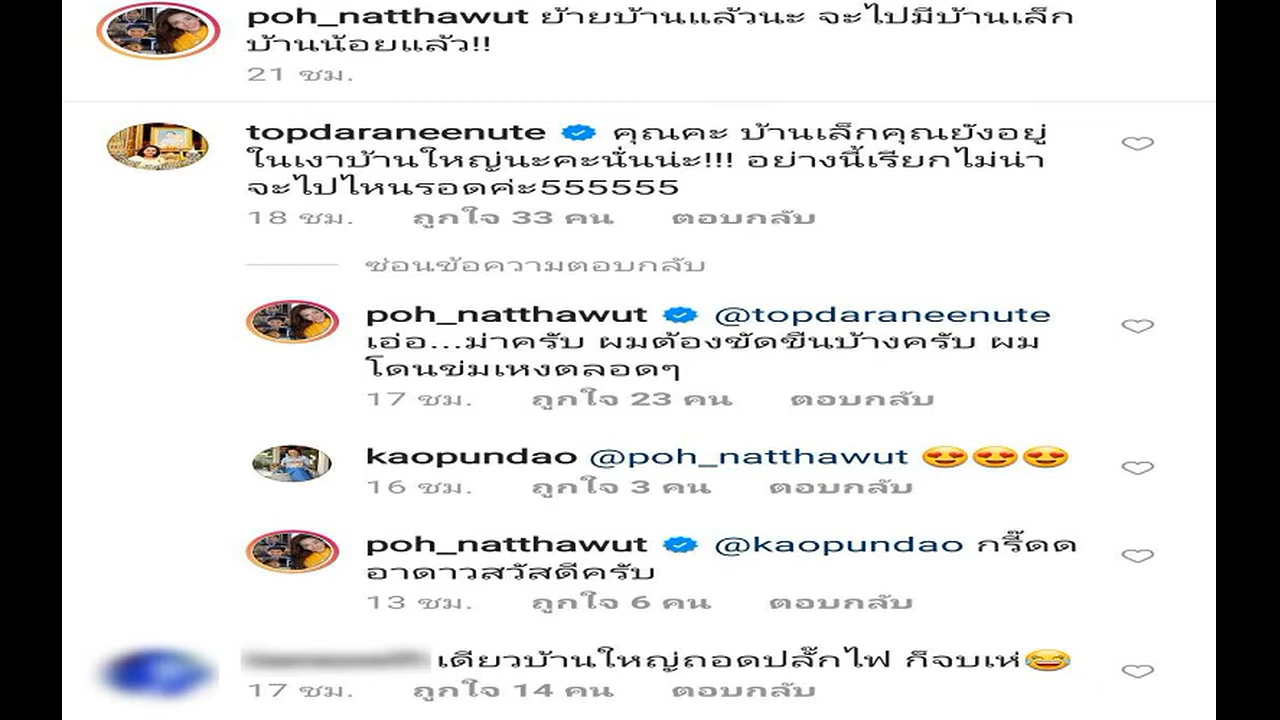 poh_natthawut ย้ายบ้านแล้วนะ จะไปมีบ้านเล็ก
บ้านน้อยแล้ว!!
21 ชม.
topdaraneenute คุณคะ บ้านเล็กคุณยังอยู่
ในเงาบ้านใหญ่นะคะนั่นน่ะ!!! อย่างนี้เรียกไม่น่า
จะไปไหนรอดค่ะ555555
18 ชม. ถูกใจ 33 คน ตอบกลับ
ซ่อนข้อความตอบกลับ
poh_natthawut @topdaraneenute
เอ่อ...ม่าครับ ผมต้องขัดขืนบ้างครับ ผม
โดนข่มเหงตลอดๆ
17 ชม. ถูกใจ 23 คน ตอบกลับ
kaopundao @poh_natthawut 😍😍😍
16 ชม. ถูกใจ 3 คน ตอบกลับ
poh_natthawut @kaopundao กรี๊ดด
อาดาวสวัสดีครับ
13 ชม. ถูกใจ 6 คน ตอบกลับ
เดียวบ้านใหญ่ถอดปลั๊กไฟ ก็จบเห่😂
17 ชม. ถูกใจ 14 คน ตอบกลับ